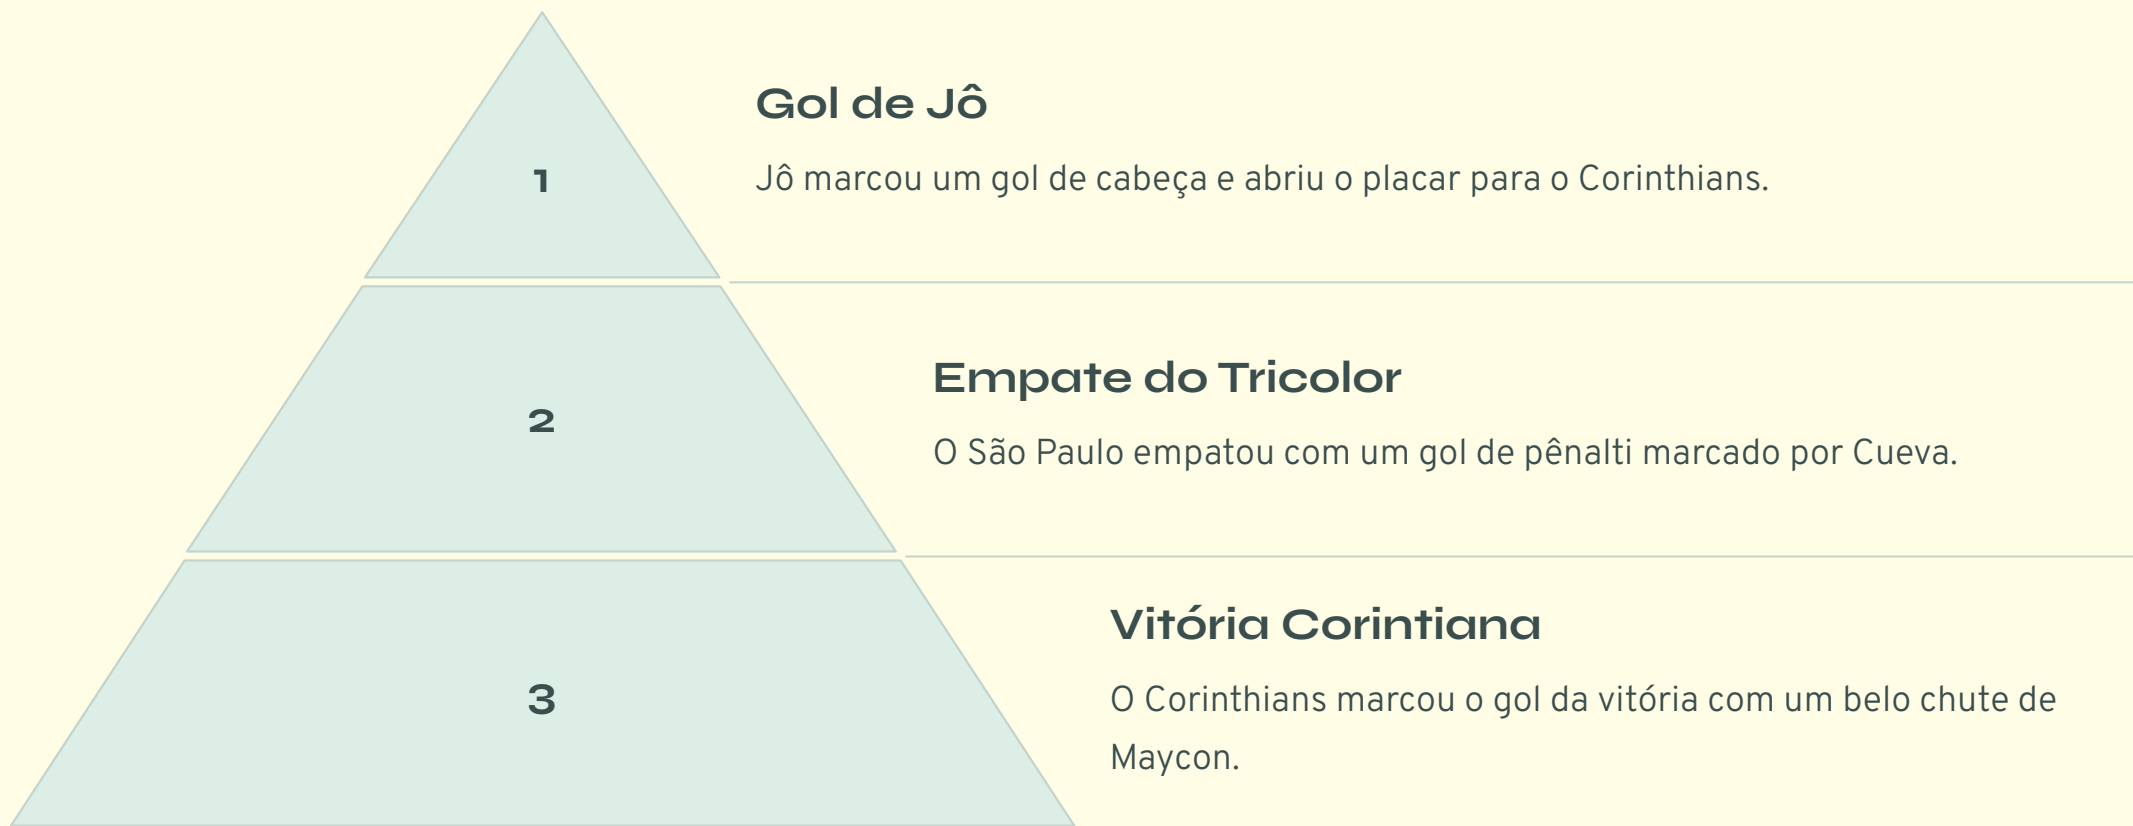 1
Gol de Jô
Jô marcou um gol de cabeça e abriu o placar para o Corinthians.
2
Empate do Tricolor
O São Paulo empatou com um gol de pênalti marcado por Cueva.
3
Vitória Corintiana
O Corinthians marcou o gol da vitória com um belo chute de
Maycon.